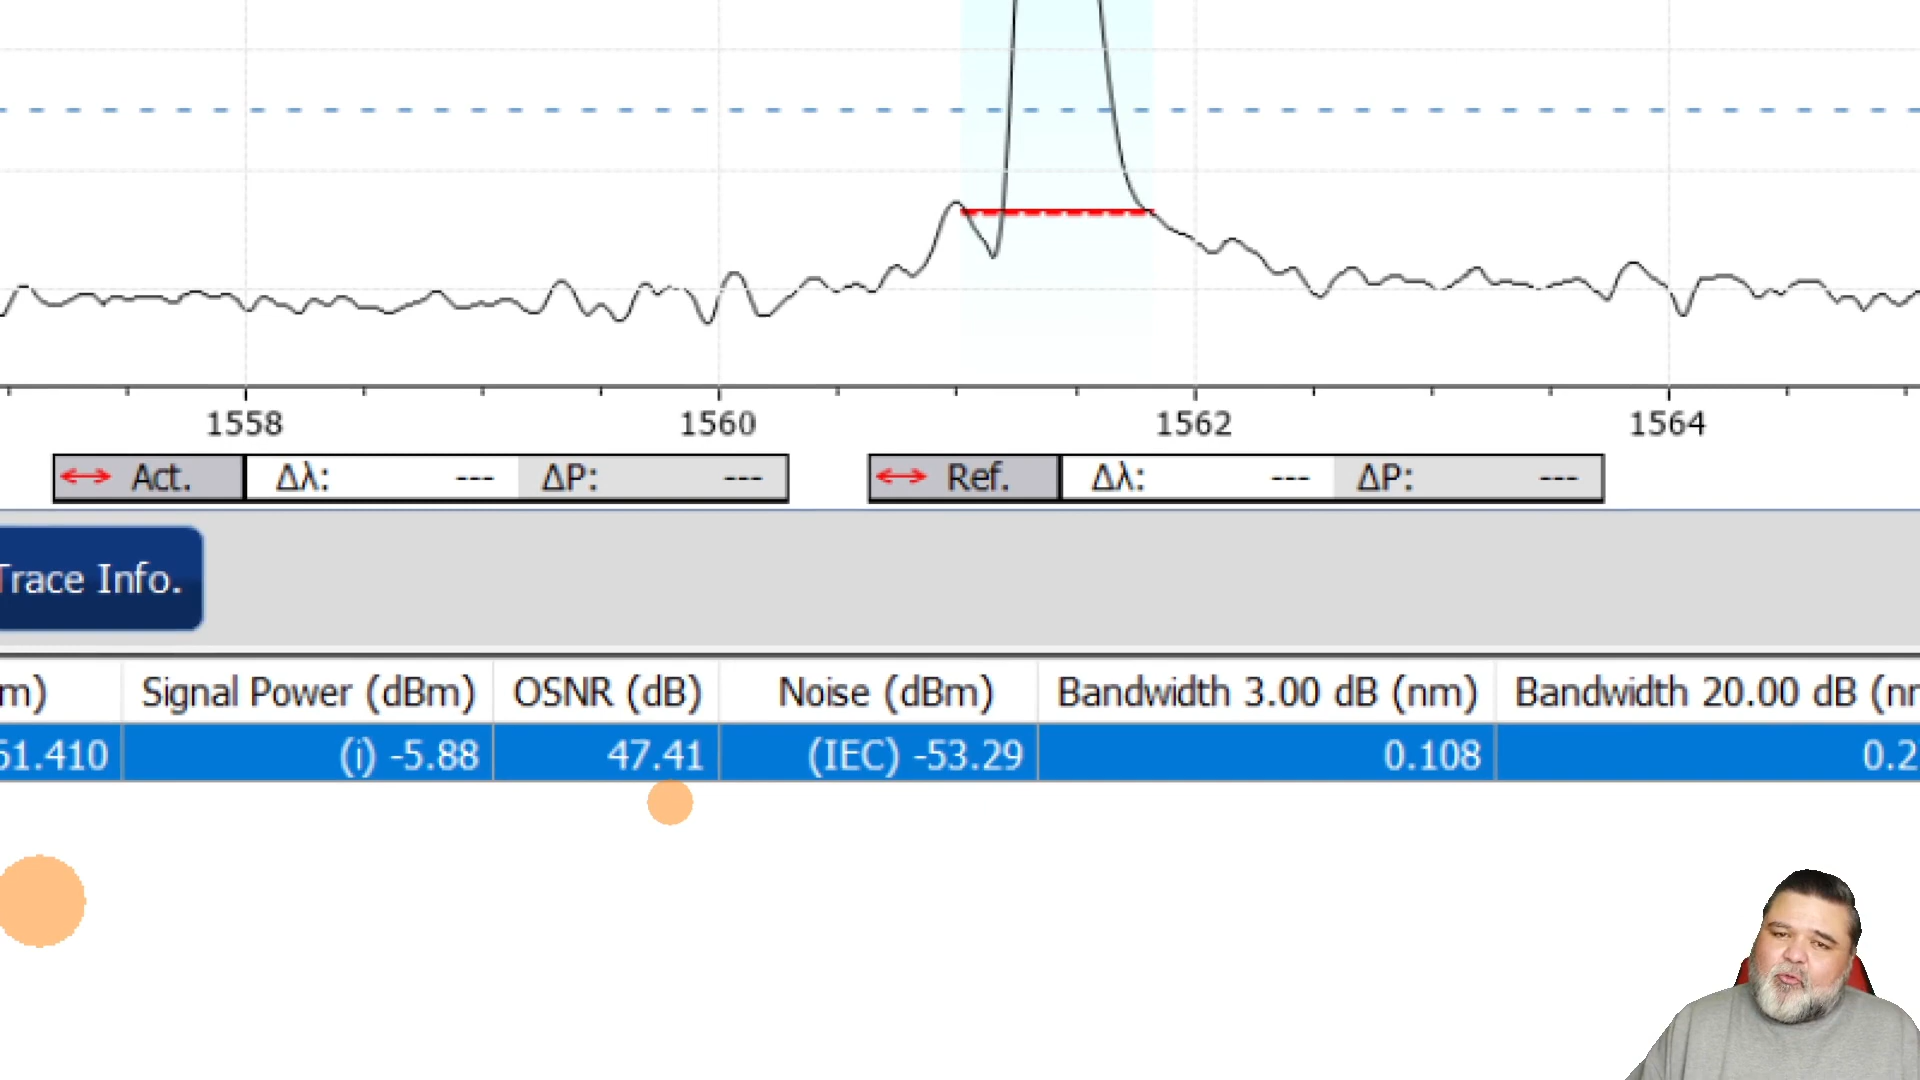 1558 1560 1562 1564
Act. Δλ: --- ΔP: --- Ref. Δλ: --- ΔP: ---
Trace Info.
m) Signal Power (dBm) OSNR (dB) Noise (dBm) Bandwidth 3.00 dB (nm) Bandwidth 20.00 dB (nm
61.410 (i) -5.88 47.41 (IEC) -53.29 0.108 0.2